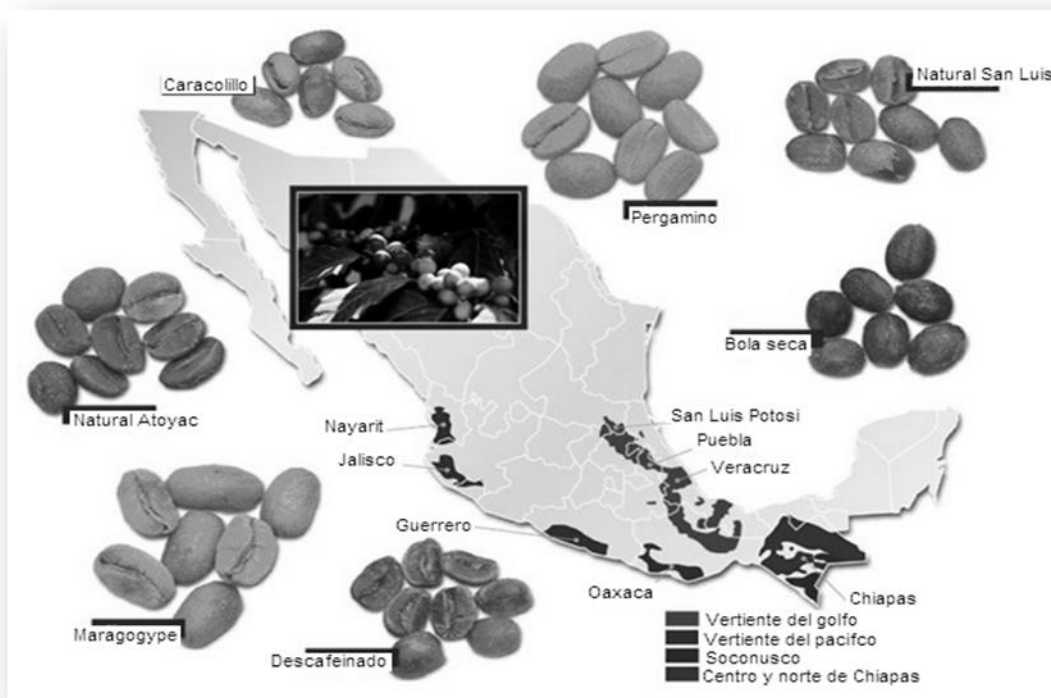 Caracolillo
Natural San Luis
Pergamino
Bola seca
Natural Atoyac
San Luis Potosi
Nayarit
Puebla
Jalisco
Veracruz
Guerrero
Oaxaca
Chiapas
Maragogype
Descafeinado
Vertiente del golfo
Vertiente del pacifco
Soconusco
Centro y norte de Chiapas